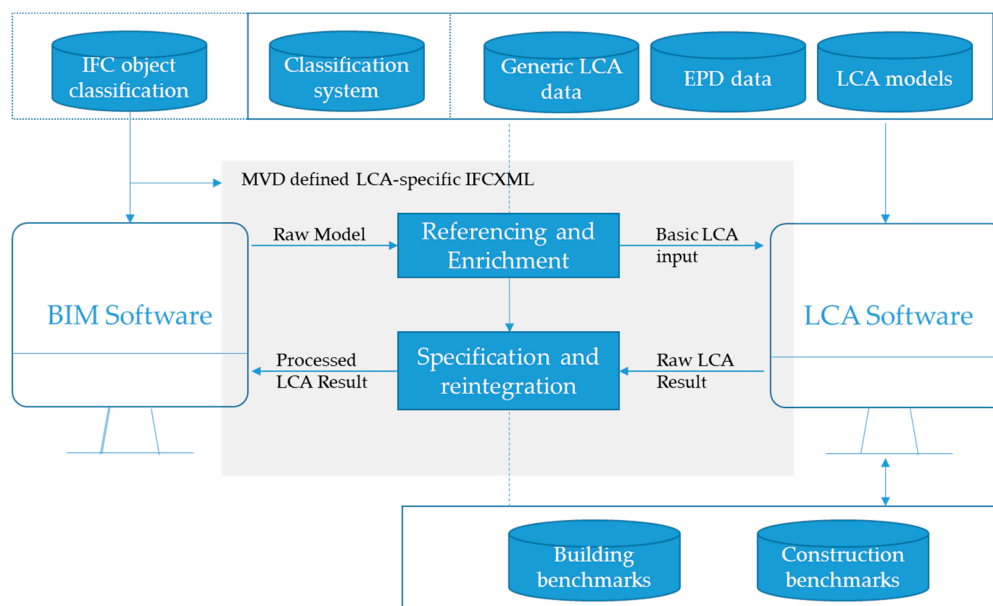 IFC object
classification
Classification
system
Generic LCA
data
EPD data
LCA models
MVD defined LCA-specific IFCXML
Raw Model
Referencing and
Enrichment
Basic LCA
input
BIM Software
LCA Software
Processed
LCA Result
Specification and
reintegration
Raw LCA
Result
Building
benchmarks
Construction
benchmarks